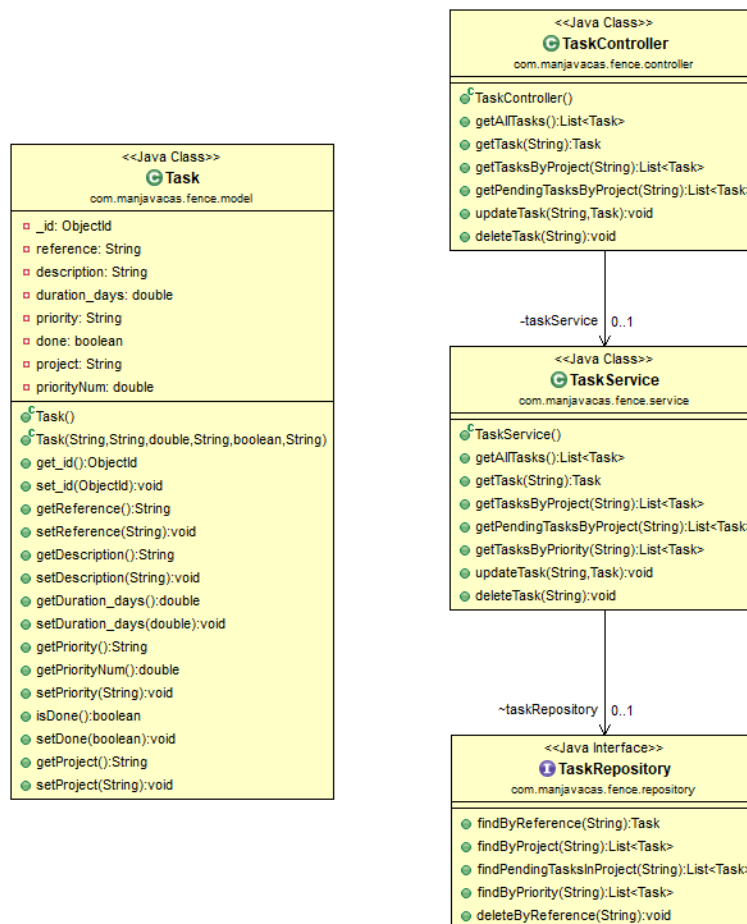 <<Java Class>>
Task
com.manjavacas.fence.model
_id: ObjectId
reference: String
description: String
duration_days: double
priority: String
done: boolean
project: String
priorityNum: double
Task()
Task(String,String,double,String,boolean,String)
get_id():ObjectId
set_id(ObjectId):void
getReference():String
setReference(String):void
getDescription():String
setDescription(String):void
getDuration_days():double
setDuration_days(double):void
getPriority():String
getPriorityNum():double
setPriority(String):void
isDone():boolean
setDone(boolean):void
getProject():String
setProject(String):void
<<Java Class>>
TaskController
com.manjavacas.fence.controller
TaskController()
getAllTasks():List<Task>
getTask(String):Task
getTasksByProject(String):List<Task>
getPendingTasksByProject(String):List<Task>
updateTask(String,Task):void
deleteTask(String):void
-taskService 0..1
<<Java Class>>
TaskService
com.manjavacas.fence.service
TaskService()
getAllTasks():List<Task>
getTask(String):Task
getTasksByProject(String):List<Task>
getPendingTasksByProject(String):List<Task>
getTasksByPriority(String):List<Task>
updateTask(String,Task):void
deleteTask(String):void
~taskRepository 0..1
<<Java Interface>>
TaskRepository
com.manjavacas.fence.repository
findByReference(String):Task
findByProject(String):List<Task>
findPendingTasksInProject(String):List<Task>
findByPriority(String):List<Task>
deleteByReference(String):void